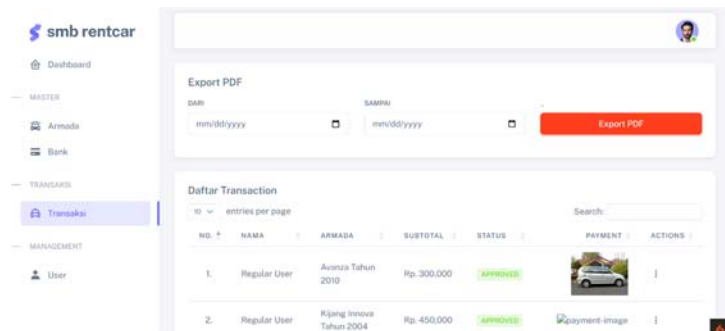 smb rentcar
Dashboard
MASTER
Armada
Bank
TRANSAKSI
Transaksi
MANAGEMENT
User
Export PDF
DARI
SAMPAI
mm/dd/yyyy
mm/dd/yyyy
Export PDF
Daftar Transaction
10 entries per page
Search:
NO. NAMA ARMADA SUBTOTAL STATUS PAYMENT ACTIONS
1. Regular User Avanza Tahun 2010 Rp. 300,000 APPROVED
2. Regular User Kijang Innova Tahun 2004 Rp. 450,000 APPROVED payment-image